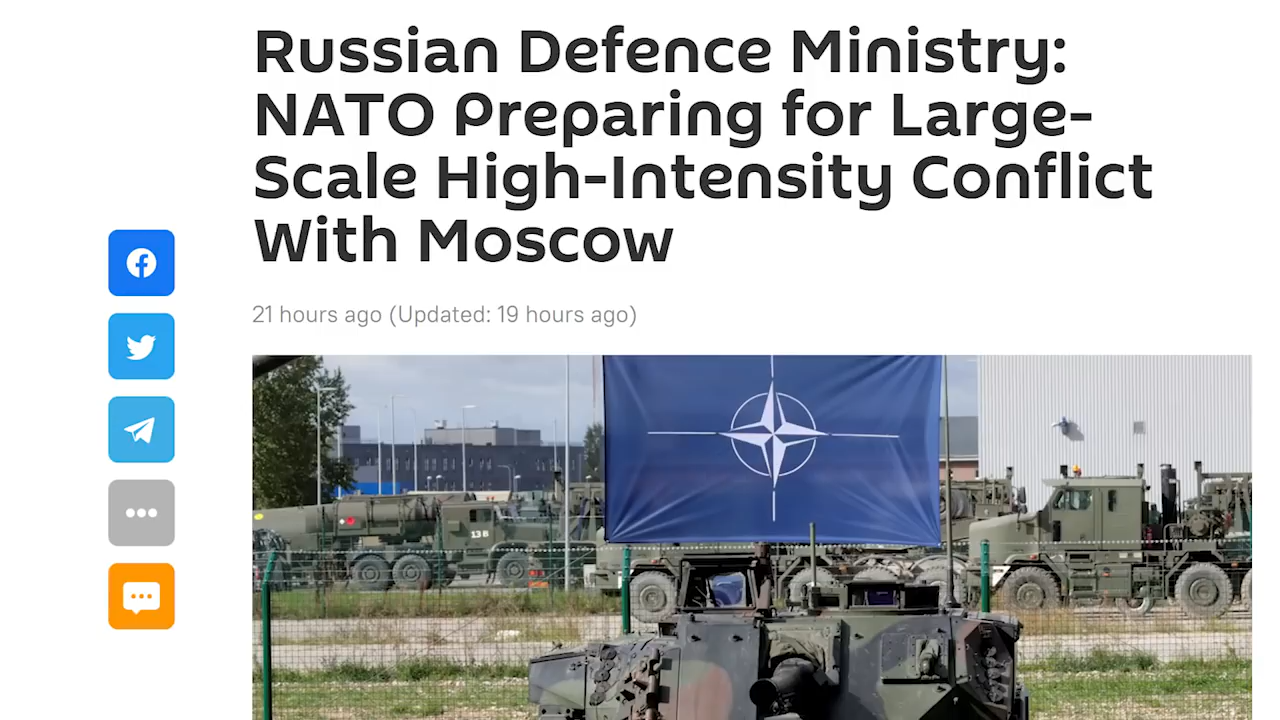 Russian Defence Ministry:
NATO Preparing for Large-
Scale High-Intensity Conflict
With Moscow
21 hours ago (Updated: 19 hours ago)
13 B